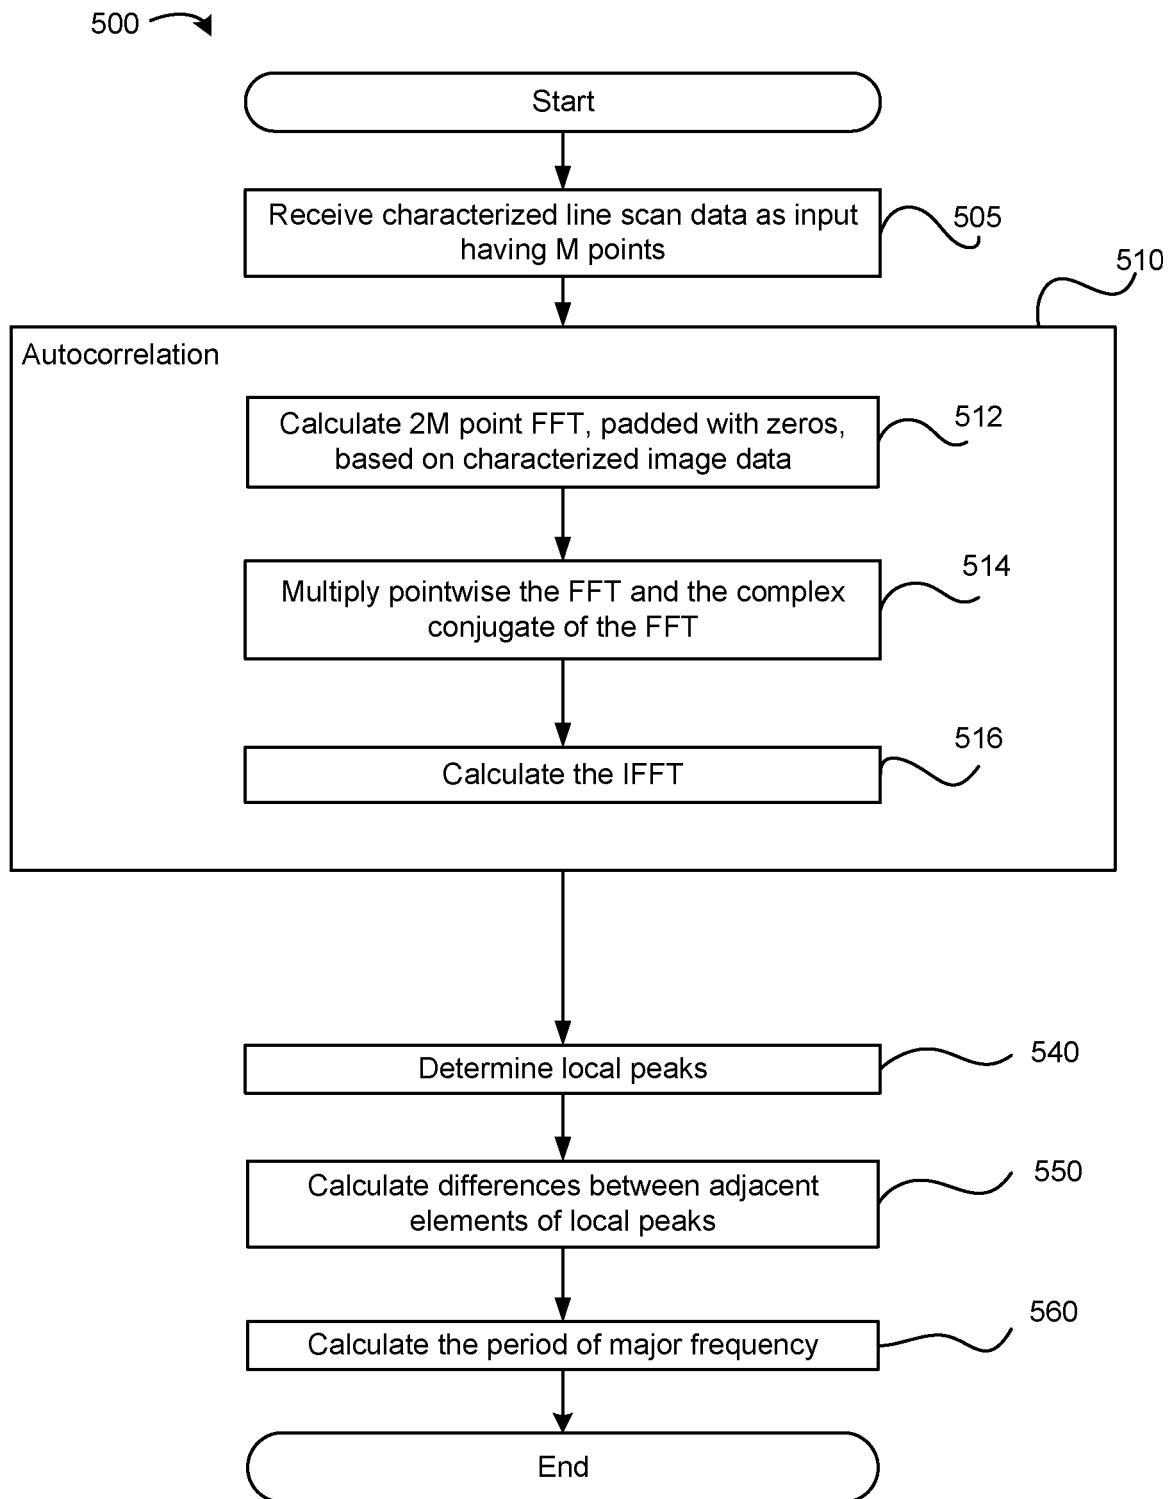 500
Start
Receive characterized line scan data as input
having M points
505
510
Autocorrelation
Calculate 2M point FFT, padded with zeros,
based on characterized image data
512
Multiply pointwise the FFT and the complex
conjugate of the FFT
514
Calculate the IFFT
516
Determine local peaks
540
Calculate differences between adjacent
elements of local peaks
550
Calculate the period of major frequency
560
End